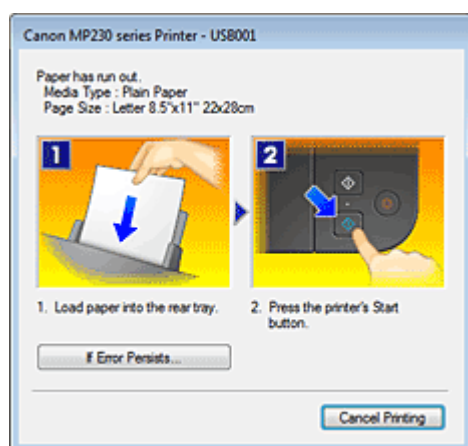 Canon MP230 series Printer - USB001
Paper has run out.
Media Type : Plain Paper
Page Size : Letter 8.5"x11" 22x28cm
1
2
1. Load paper into the rear tray.
2. Press the printer's Start
button.
If Error Persists...
Cancel Printing